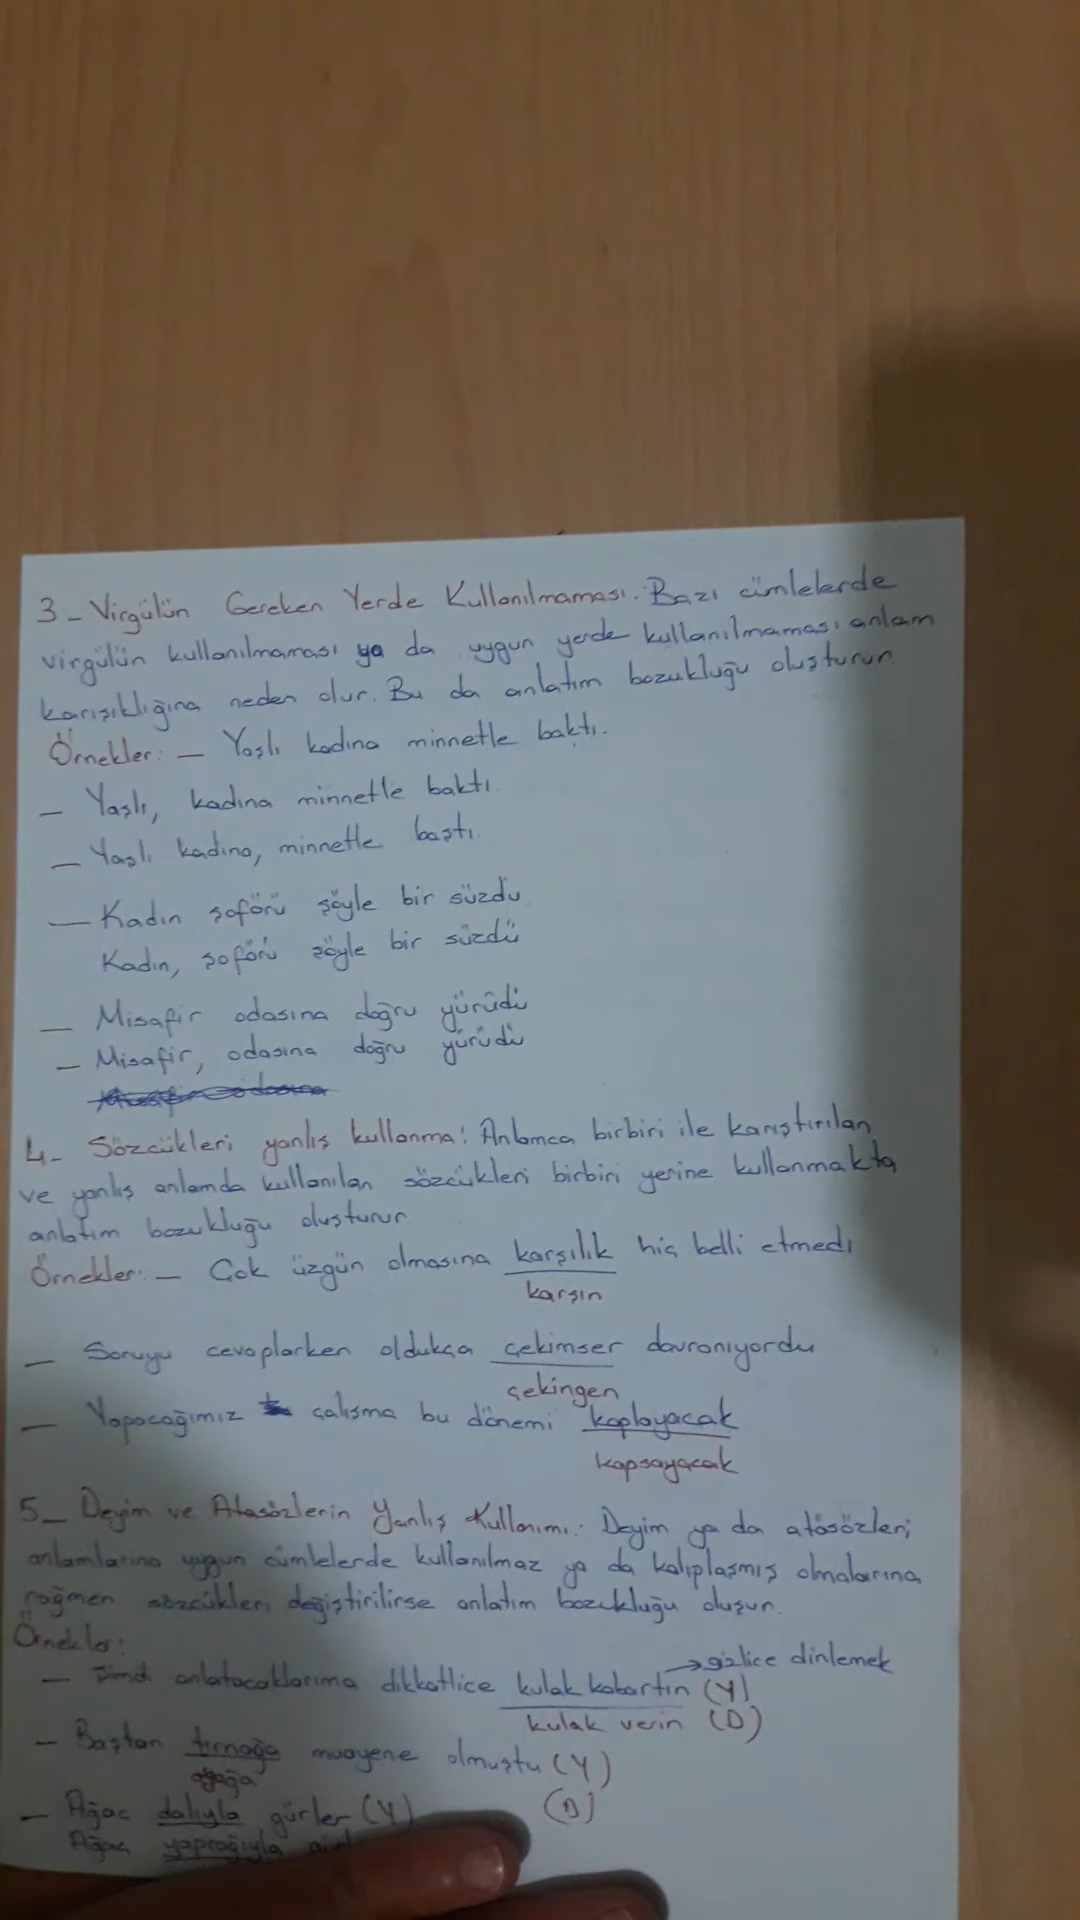 3 - Virgülün Gereken Yerde Kullanılmaması. Bazı cümlelerde
virgülün kullanılmaması ya da uygun yerde kullanılmaması anlam
karışıklığına neden olur. Bu da anlatım bozukluğu oluşturur.
Örnekler: - Yaşlı kadına minnetle baktı.
- Yaşlı, kadına minnetle baktı.
- Yaşlı kadına, minnetle baştı.
- Kadın şoförü şöyle bir süzdü
Kadın, şoförü şöyle bir süzdü
- Misafir odasına doğru yürüdü
- Misafir, odasına doğru yürüdü
4- Sözcükleri yanlış kullanma: Anlamca birbiri ile karıştırılan
ve yanlış anlamda kullanılan sözcükleri birbiri yerine kullanmakta
anlatım bozukluğu oluşturur.
Örnekler: - Çok üzgün olmasına karşılık hiç belli etmedi
karşın
- Soruyu cevaplarken oldukça çekimser davranıyordu
çekingen
- Yapacağımız çalışma bu dönemi kaplayacak
kapsayacak
5- Deyim ve Atasözlerin Yanlış Kullanımı: Deyim ya da atasözleri
anlamlarına uygun cümlelerde kullanılmaz ya da kalıplaşmış olmalarına
rağmen sözcükleri değiştirilirse anlatım bozukluğu oluşur.
Örnekler:
→ gizlice dinlemek
- Şimdi anlatacaklarıma dikkatlice kulak kabartın (Y)
kulak verin (D)
- Baştan tırnağa muayene olmuştu (Y)
aşağa (D)
- Ağaç dalıyla gürler (Y)
Ağaç yaprağıyla